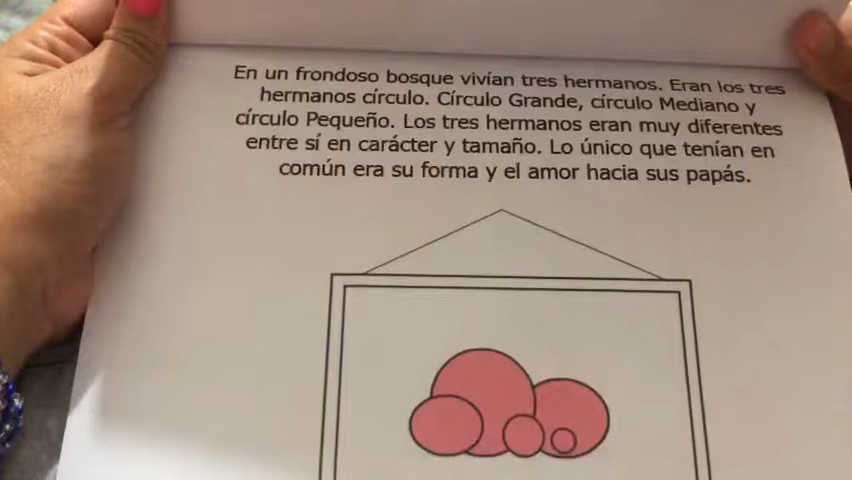 En un frondoso bosque vivían tres hermanos. Eran los tres
hermanos círculo. Círculo Grande, círculo Mediano y
círculo Pequeño. Los tres hermanos eran muy diferentes
entre sí en carácter y tamaño. Lo único que tenían en
común era su forma y el amor hacia sus papás.